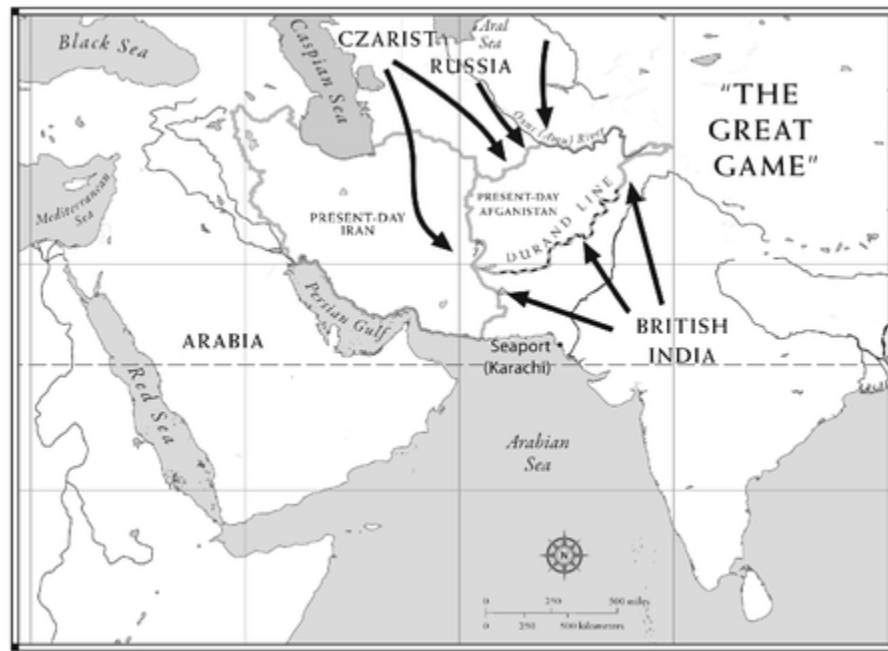 Black Sea
Caspian Sea
CZARIST
RUSSIA
Aral
Sea
"THE
GREAT
GAME"
Oxus (Amu) River
Mediterranean
Sea
PRESENT-DAY
IRAN
PRESENT-DAY
AFGANISTAN
DURAND LINE
Persian Gulf
ARABIA
Red Sea
Seaport
(Karachi)
BRITISH
INDIA
Arabian
Sea
N
0 250 500 miles
0 250 500 kilometers